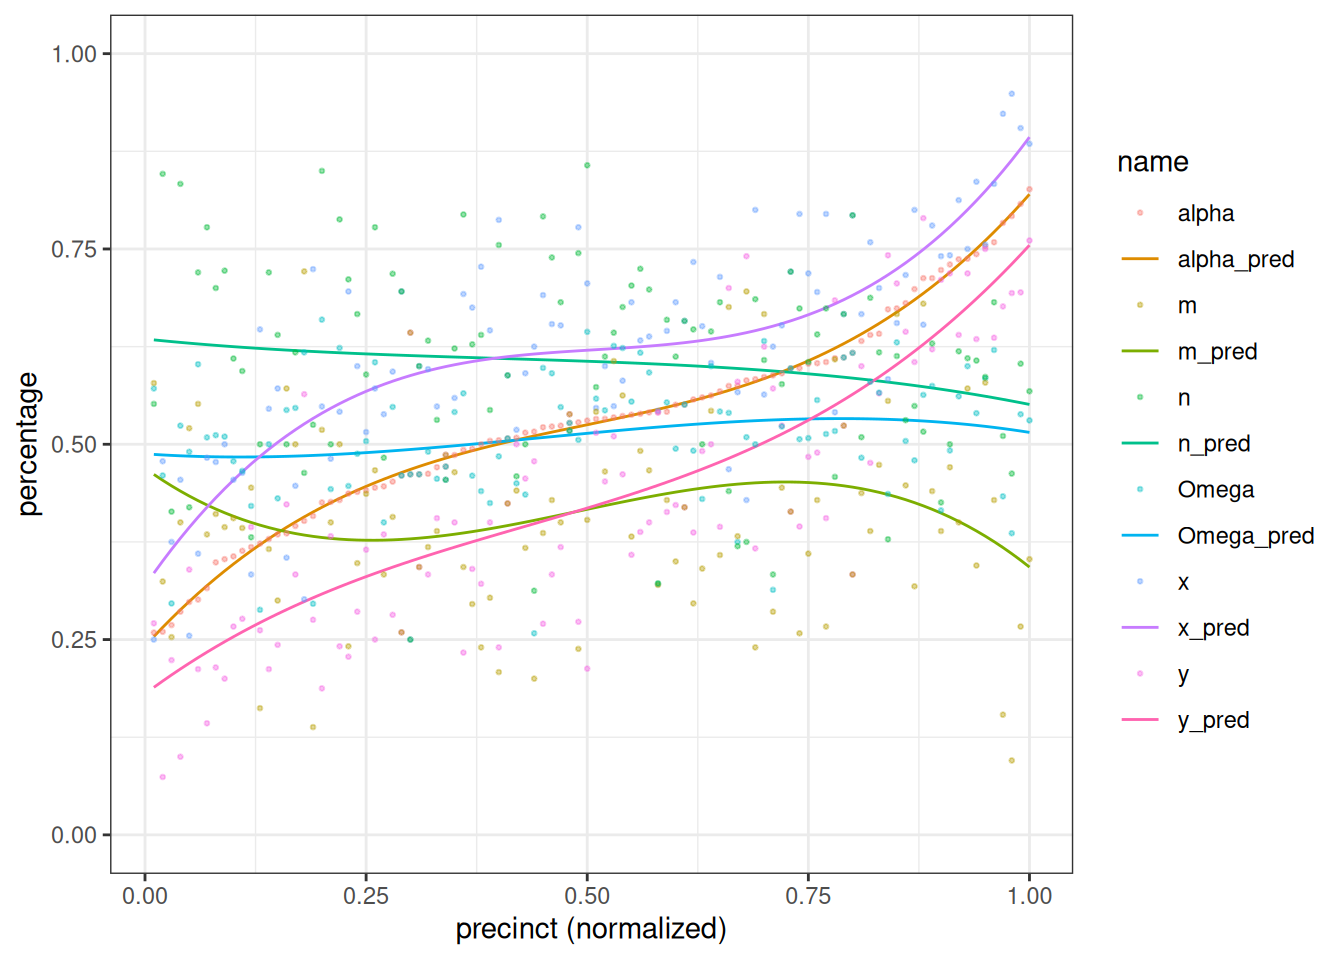 1.00
0.75
0.50
0.25
0.00
percentage
0.00 0.25 0.50 0.75 1.00
precinct (normalized)
name
alpha
alpha_pred
m
m_pred
n
n_pred
Omega
Omega_pred
x
x_pred
y
y_pred